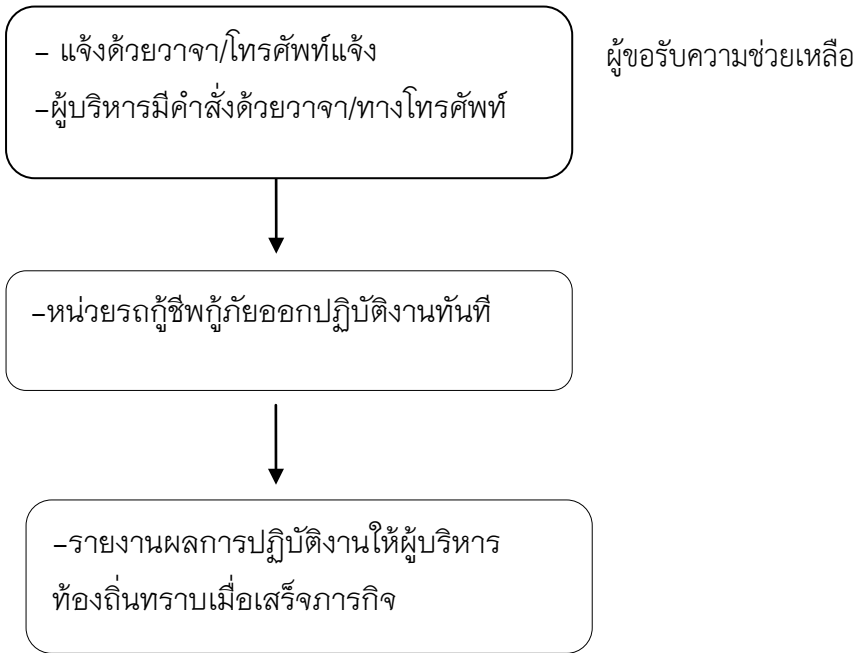 – แจ้งด้วยวาจา/โทรศัพท์แจ้ง
–ผู้บริหารมีคำสั่งด้วยวาจา/ทางโทรศัพท์
ผู้ขอรับความช่วยเหลือ
–หน่วยรถกู้ชีพกู้ภัยออกปฏิบัติงานทันที
–รายงานผลการปฏิบัติงานให้ผู้บริหาร
ท้องถิ่นทราบเมื่อเสร็จภารกิจ